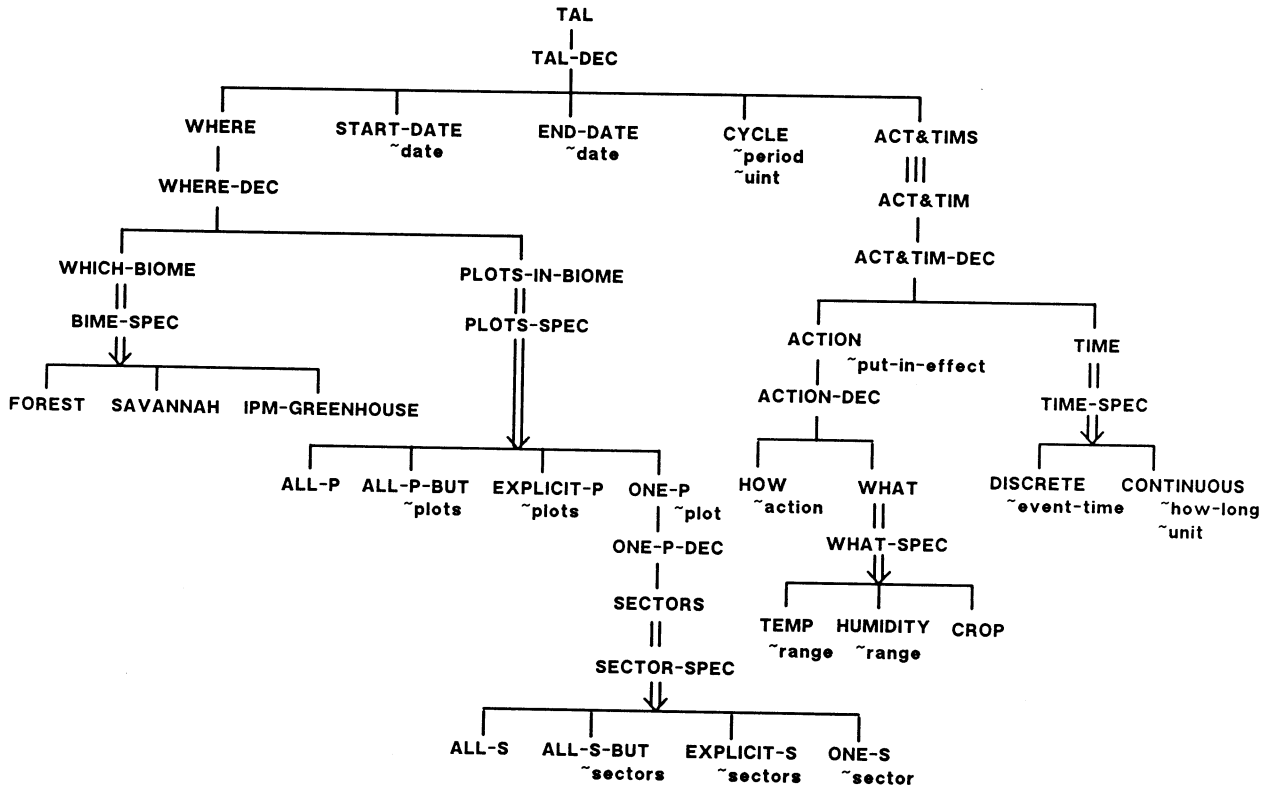 TAL
TAL-DEC
WHERE
START-DATE
~date
END-DATE
~date
CYCLE
~period
~uint
ACT&TIMS
WHERE-DEC
ACT&TIM
ACT&TIM-DEC
WHICH-BIOME
PLOTS-IN-BIOME
BIME-SPEC
PLOTS-SPEC
FOREST
SAVANNAH
IPM-GREENHOUSE
ACTION
~put-in-effect
ACTION-DEC
TIME
TIME-SPEC
ALL-P
ALL-P-BUT
~plots
EXPLICIT-P
~plots
ONE-P
~plot
ONE-P-DEC
HOW
~action
WHAT
WHAT-SPEC
DISCRETE
~event-time
CONTINUOUS
~how-long
~unit
SECTORS
SECTOR-SPEC
TEMP
~range
HUMIDITY
~range
CROP
ALL-S
ALL-S-BUT
~sectors
EXPLICIT-S
~sectors
ONE-S
~sector